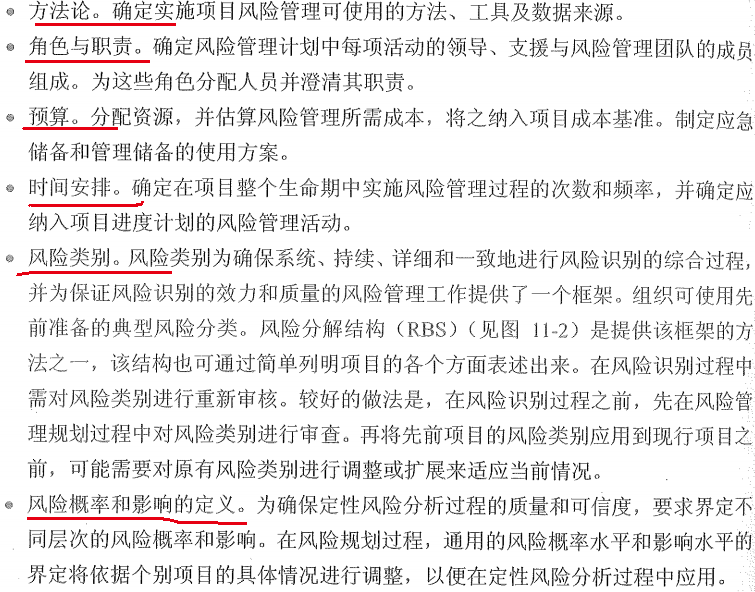 • 方法论。确定实施项目风险管理可使用的方法、工具及数据来源。
• 角色与职责。确定风险管理计划中每项活动的领导、支援与风险管理团队的成员
组成。为这些角色分配人员并澄清其职责。
• 预算。分配资源，并估算风险管理所需成本，将之纳入项目成本基准。制定应急
储备和管理储备的使用方案。
• 时间安排。确定在项目整个生命期中实施风险管理过程的次数和频率，并确定应
纳入项目进度计划的风险管理活动。
• 风险类别。风险类别为确保系统、持续、详细和一致地进行风险识别的综合过程，
并为保证风险识别的效力和质量的风险管理工作提供了一个框架。组织可使用先
前准备的典型风险分类。风险分解结构（RBS）（见图 11-2）是提供该框架的方
法之一，该结构也可通过简单列明项目的各个方面表述出来。在风险识别过程中
需对风险类别进行重新审核。较好的做法是，在风险识别过程之前，先在风险管
理规划过程中对风险类别进行审查。再将先前项目的风险类别应用到现行项目之
前，可能需要对原有风险类别进行调整或扩展来适应当前情况。
• 风险概率和影响的定义。为确保定性风险分析过程的质量和可信度，要求界定不
同层次的风险概率和影响。在风险规划过程，通用的风险概率水平和影响水平的
界定将依据个别项目的具体情况进行调整，以便在定性风险分析过程中应用。